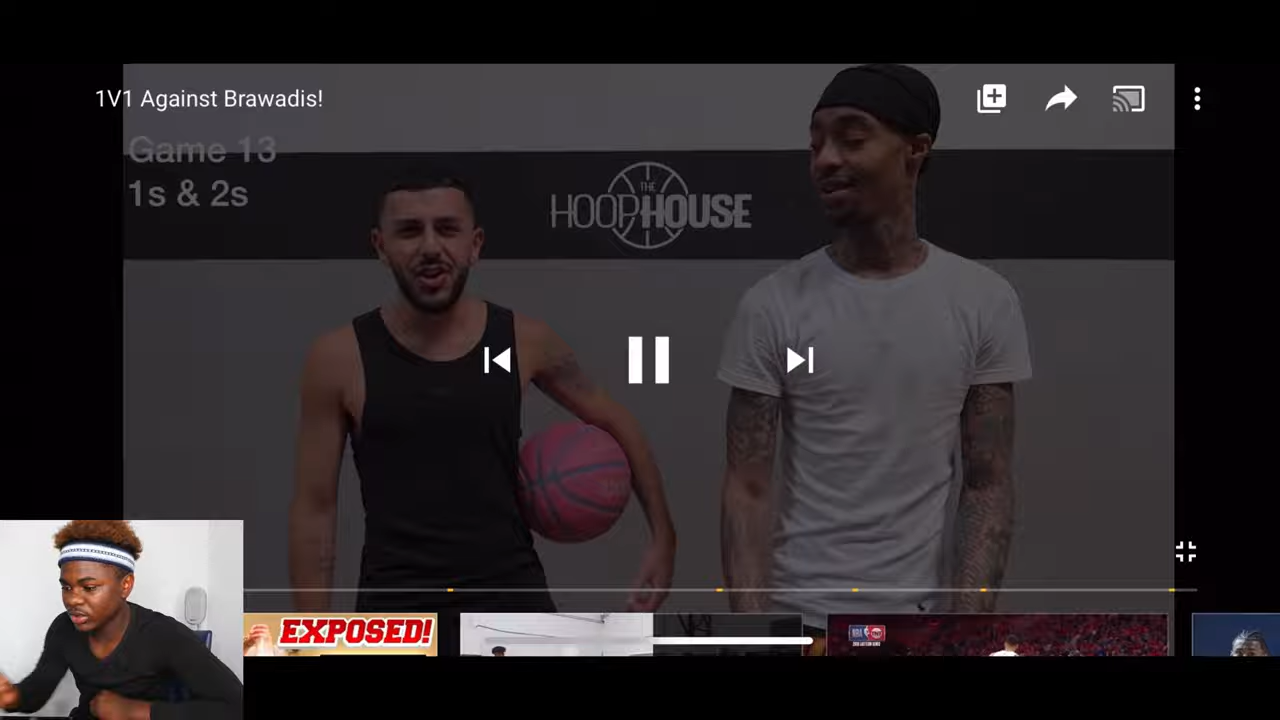 1V1 Against Brawadis!
Game 13
1s & 2s
THE
HOOPHOUSE
EXPOSED!